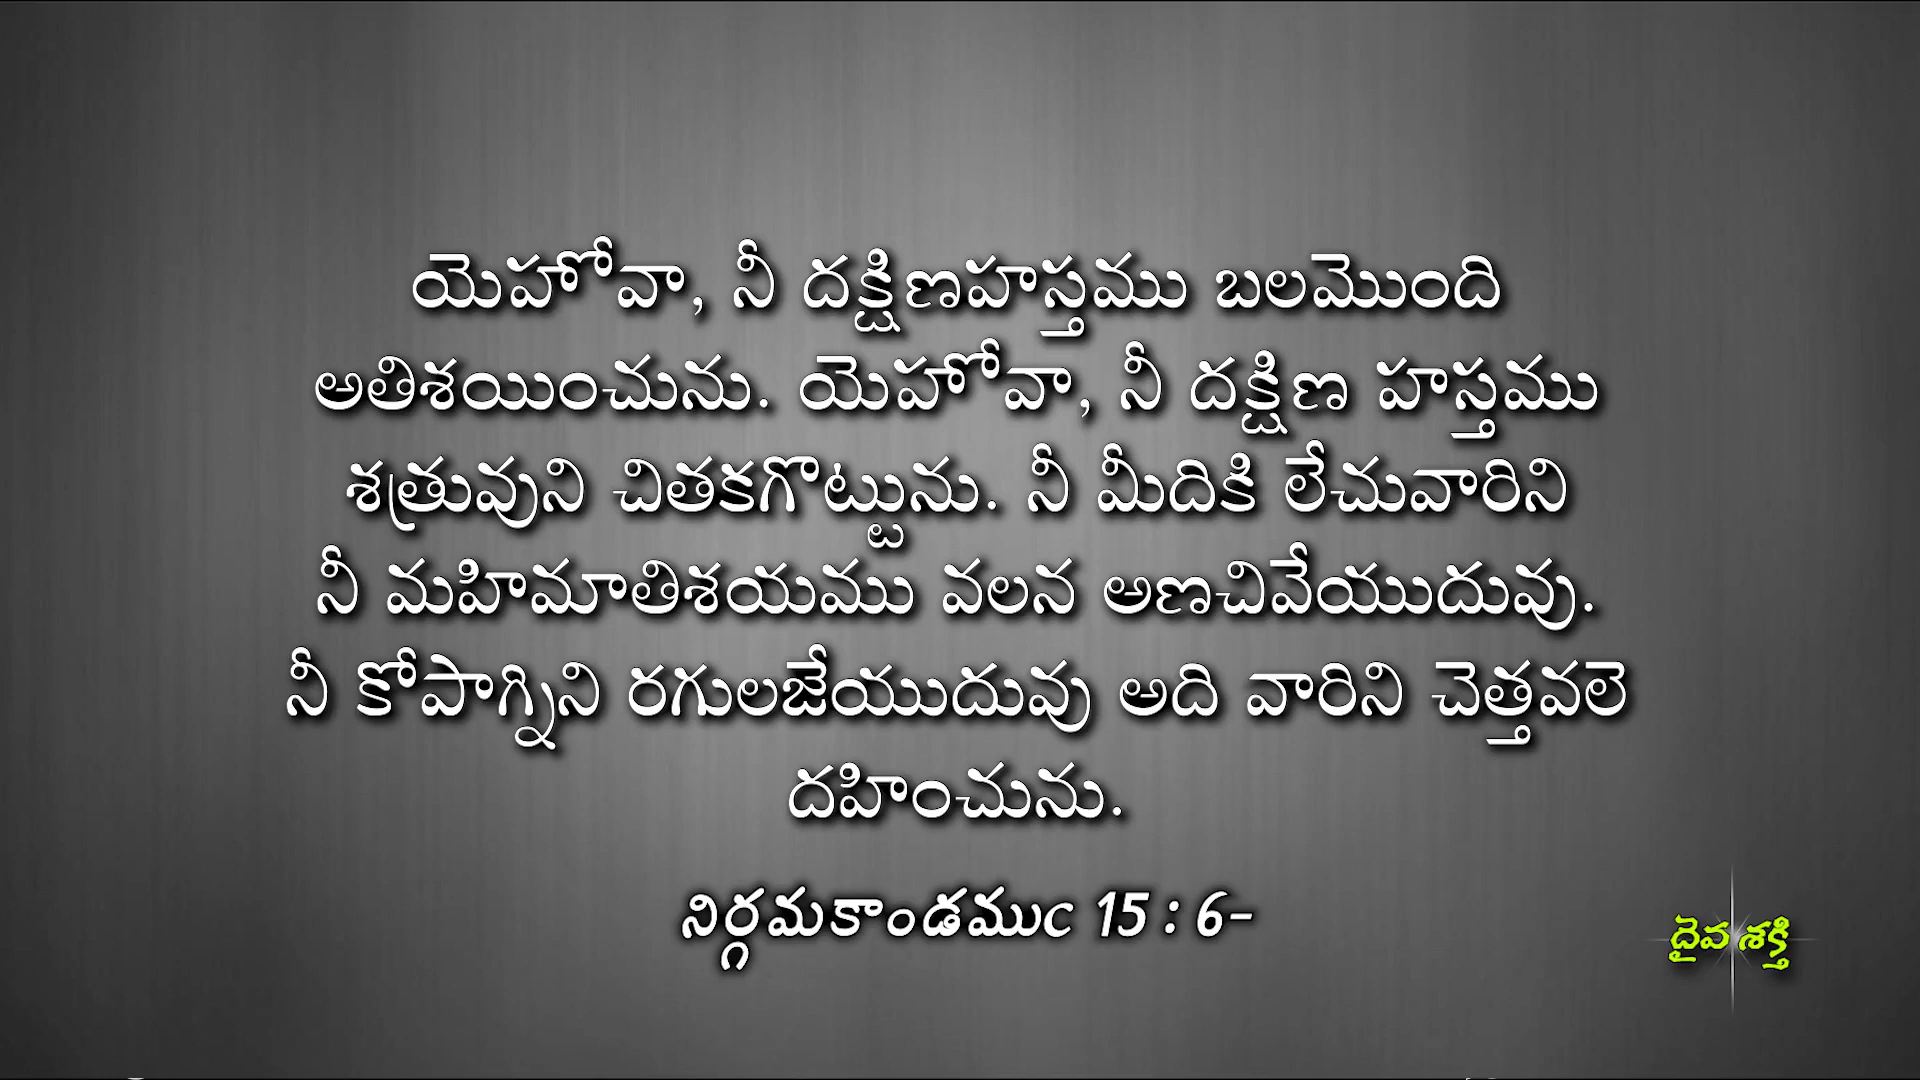 యెహోవా, నీ దక్షిణహస్తము బలమొంది
అతిశయించును. యెహోవా, నీ దక్షిణ హస్తము
శత్రువుని చితకగొట్టును. నీ మీదికి లేచువారిని
నీ మహిమాతిశయము వలన అణచివేయుదువు.
నీ కోపాగ్నిని రగులజేయుదువు అది వారిని చెత్తవలె
దహించును.
నిర్గమకాండముc 15 : 6-
దైవ శక్తి